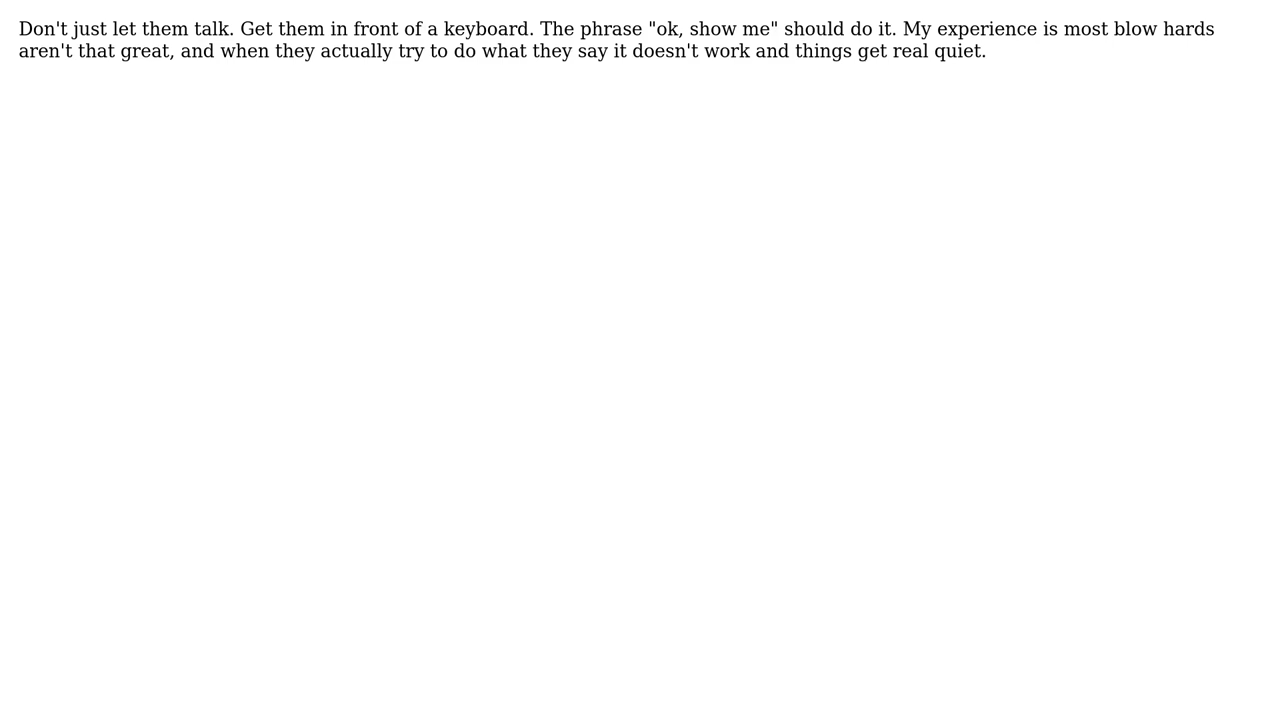 Don't just let them talk. Get them in front of a keyboard. The phrase "ok, show me" should do it. My experience is most blow hards
aren't that great, and when they actually try to do what they say it doesn't work and things get real quiet.